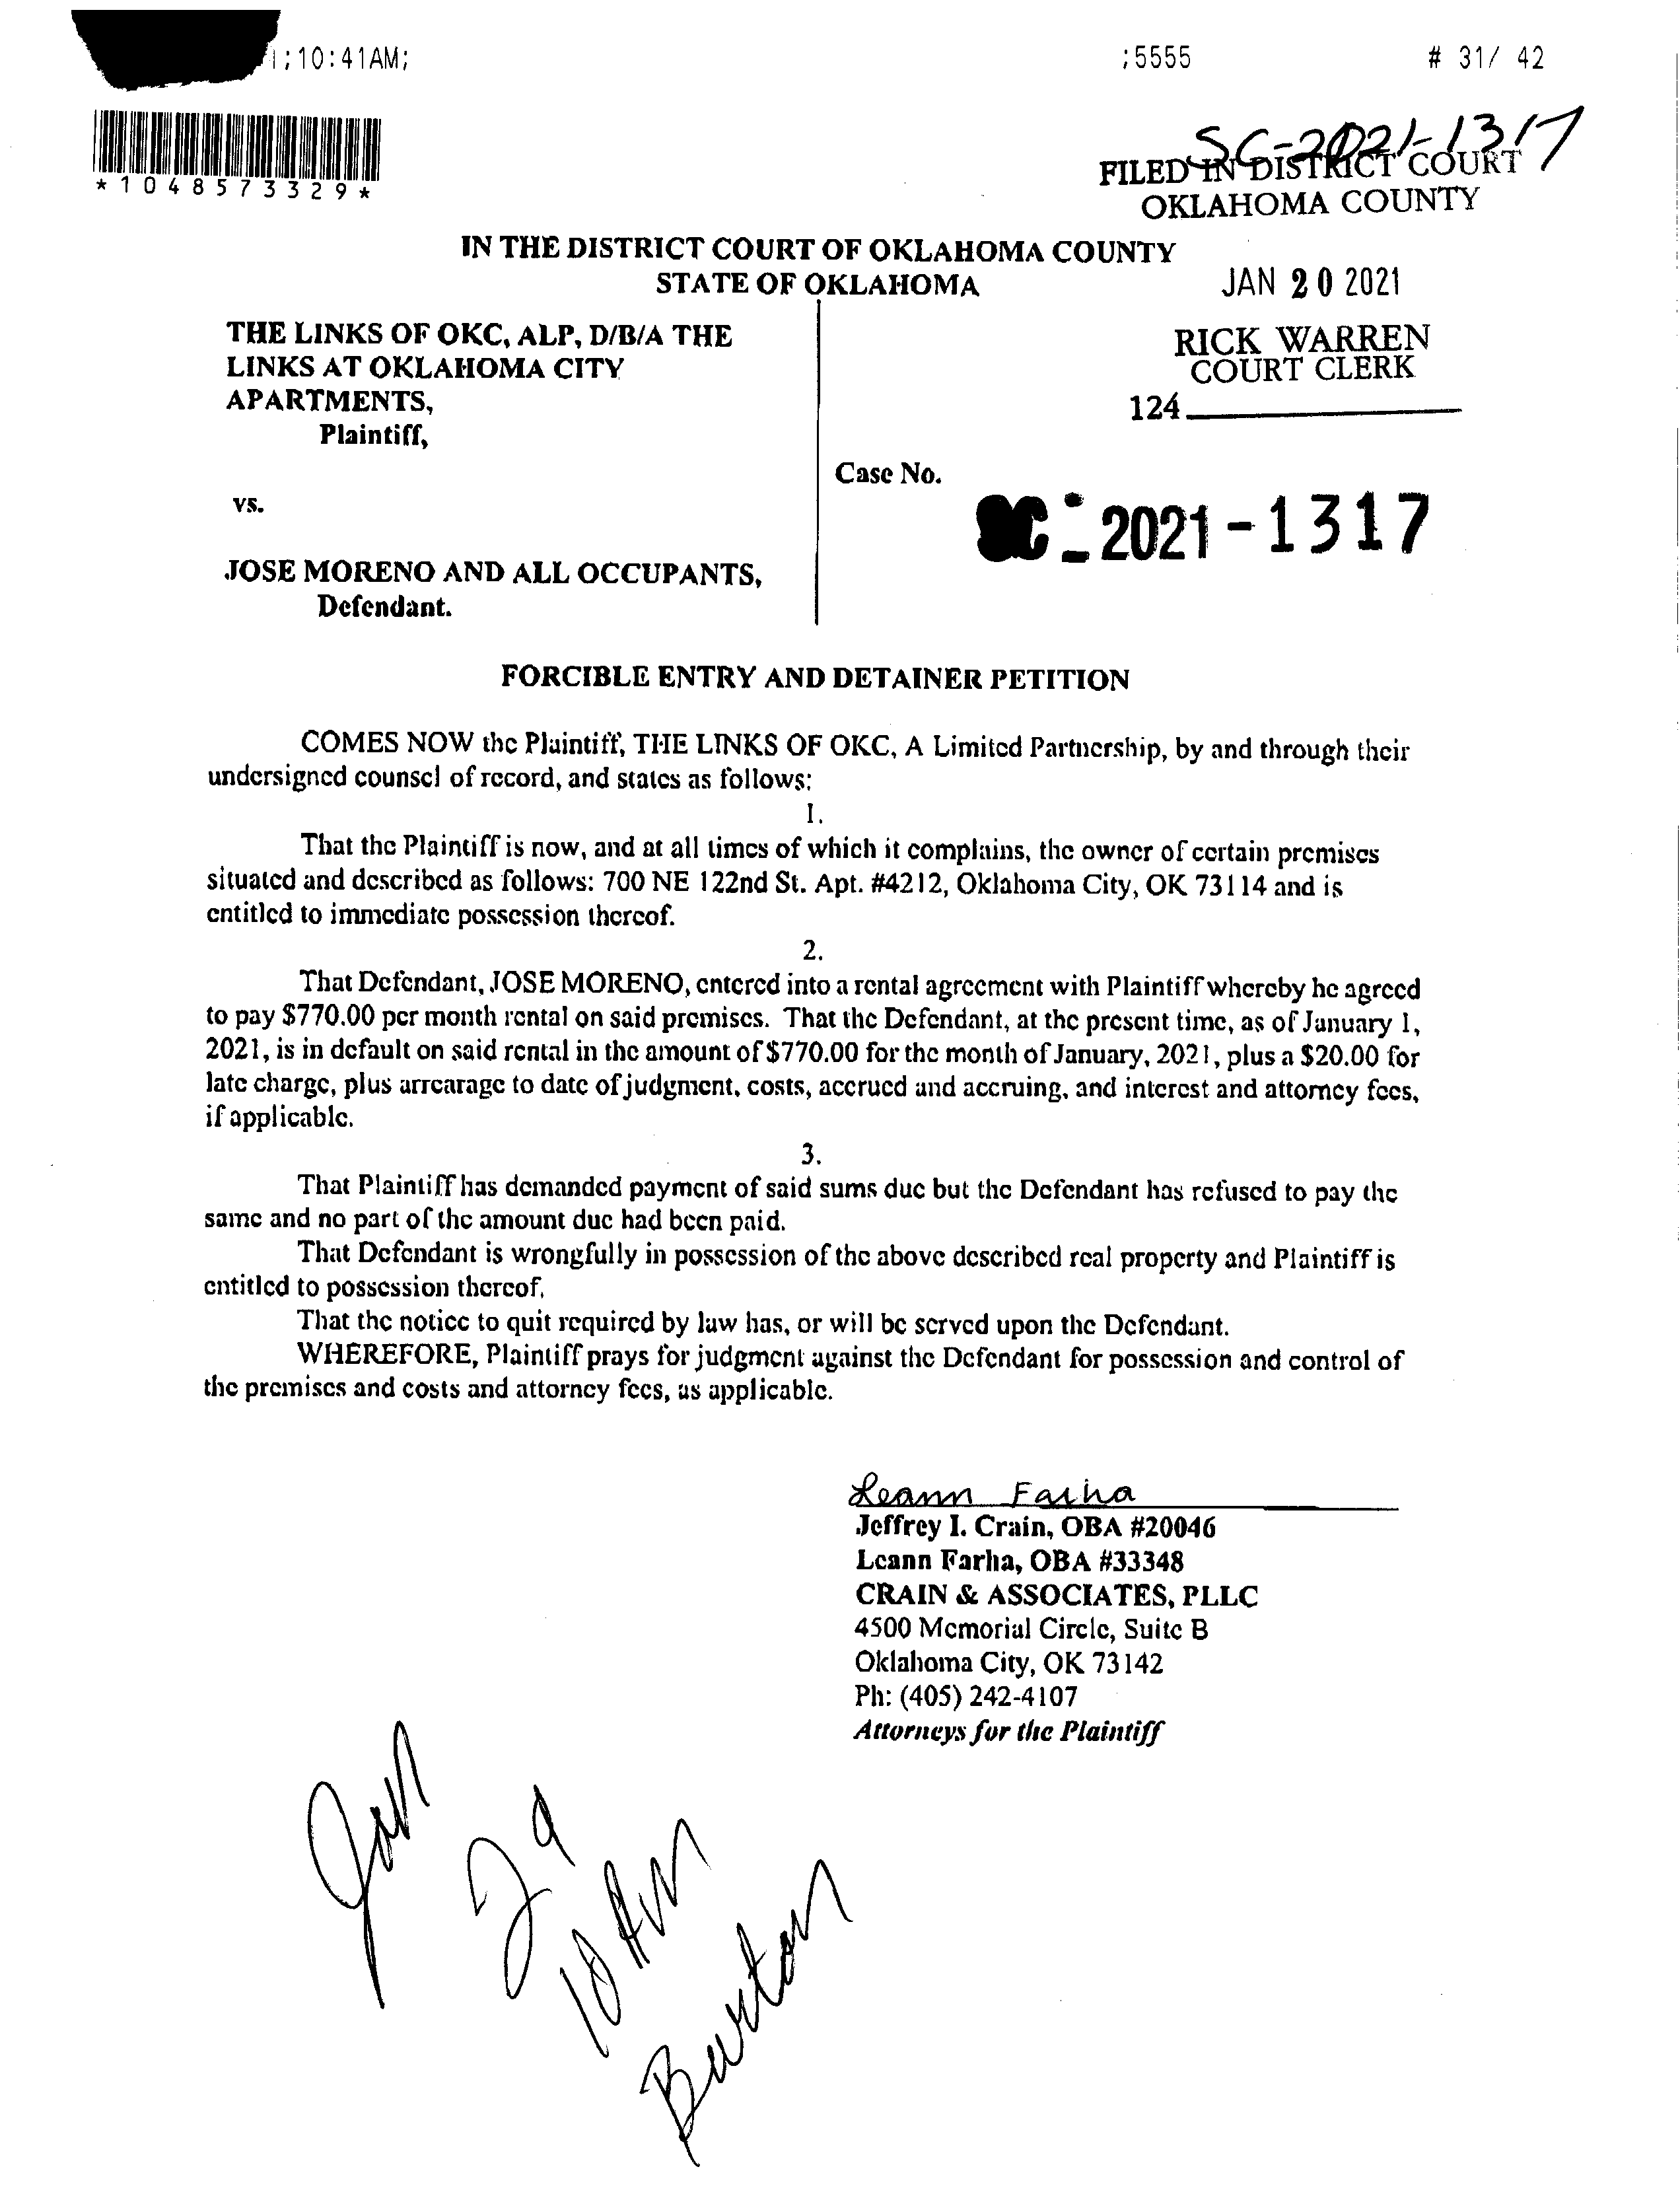 ;10:41AM; ;5555 # 31/ 42
*1048573329*
SC-2021-1317
FILED IN DISTRICT COURT
OKLAHOMA COUNTY
IN THE DISTRICT COURT OF OKLAHOMA COUNTY
STATE OF OKLAHOMA
JAN 20 2021
RICK WARREN
COURT CLERK
124
THE LINKS OF OKC, ALP, D/B/A THE
LINKS AT OKLAHOMA CITY
APARTMENTS,
Plaintiff,
vs.
JOSE MORENO AND ALL OCCUPANTS,
Defendant.
Case No.
SC-2021-1317
FORCIBLE ENTRY AND DETAINER PETITION
COMES NOW the Plaintiff, THE LINKS OF OKC, A Limited Partnership, by and through their
undersigned counsel of record, and states as follows:
1.
That the Plaintiff is now, and at all times of which it complains, the owner of certain premises
situated and described as follows: 700 NE 122nd St. Apt. #4212, Oklahoma City, OK 73114 and is
entitled to immediate possession thereof.
2.
That Defendant, JOSE MORENO, entered into a rental agreement with Plaintiff whereby he agreed
to pay $770.00 per month rental on said premises. That the Defendant, at the present time, as of January 1,
2021, is in default on said rental in the amount of $770.00 for the month of January, 2021, plus a $20.00 for
late charge, plus arrearage to date of judgment, costs, accrued and accruing, and interest and attorney fees,
if applicable.
3.
That Plaintiff has demanded payment of said sums due but the Defendant has refused to pay the
same and no part of the amount due had been paid.
That Defendant is wrongfully in possession of the above described real property and Plaintiff is
entitled to possession thereof.
That the notice to quit required by law has, or will be served upon the Defendant.
WHEREFORE, Plaintiff prays for judgment against the Defendant for possession and control of
the premises and costs and attorney fees, as applicable.
Leann Farha
Jeffrey I. Crain, OBA #20046
Leann Farha, OBA #33348
CRAIN & ASSOCIATES, PLLC
4500 Memorial Circle, Suite B
Oklahoma City, OK 73142
Ph: (405) 242-4107
Attorneys for the Plaintiff
Jan
29
10 Am
Burton